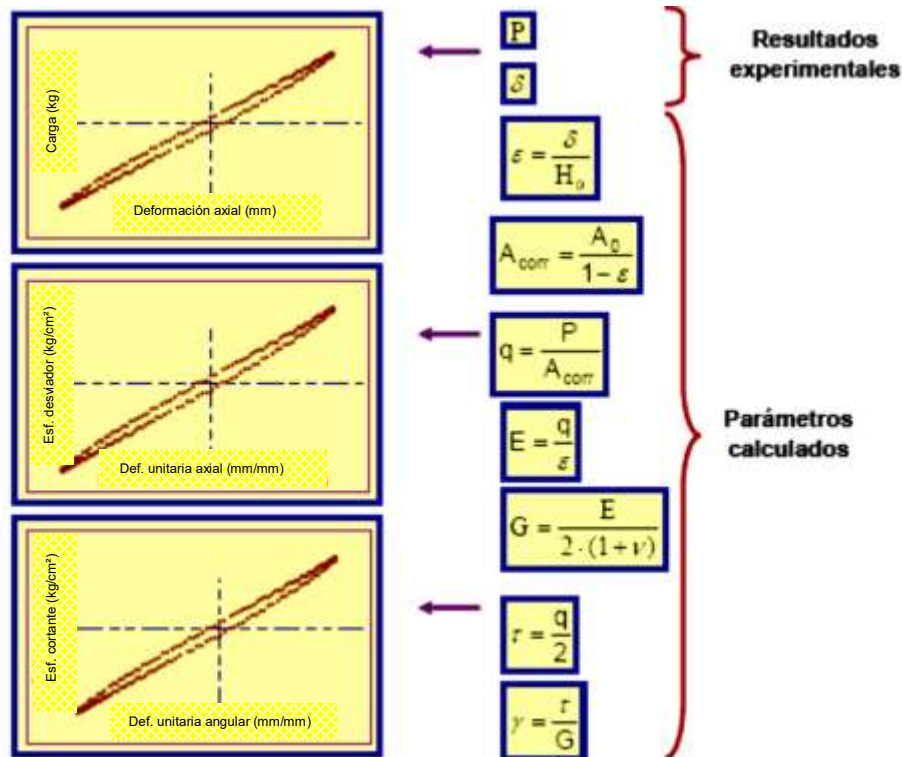 Carga (kg)
Deformación axial (mm)
Esf. desviador (kg/cm²)
Def. unitaria axial (mm/mm)
Esf. cortante (kg/cm²)
Def. unitaria angular (mm/mm)
P
δ
ε = δ / H₀
A_corr = A₀ / (1 − ε)
q = P / A_corr
E = q / ε
G = E / (2 · (1 + ν))
τ = q / 2
γ = τ / G
Resultados
experimentales
Parámetros
calculados